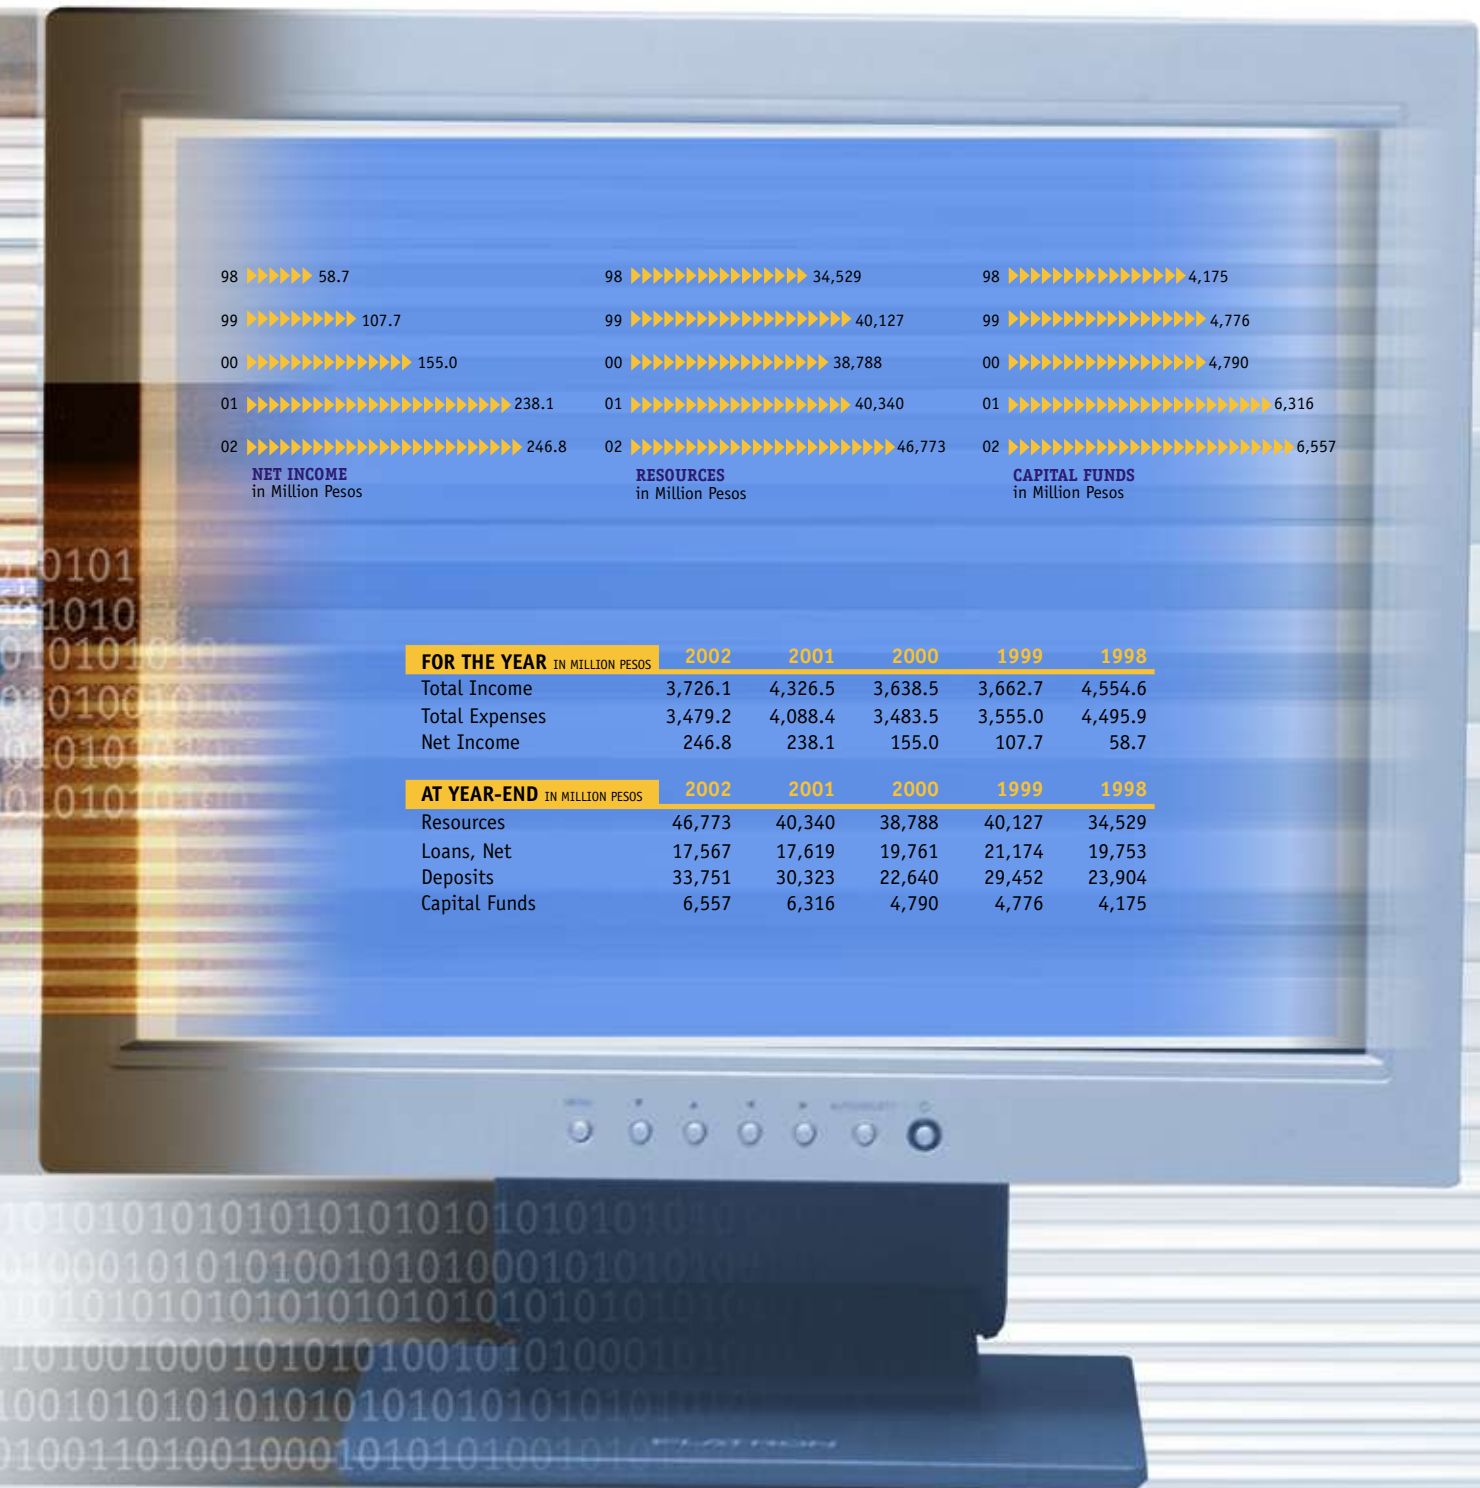 98 58.7
99 107.7
00 155.0
01 238.1
02 246.8
NET INCOME
in Million Pesos
98 34,529
99 40,127
00 38,788
01 40,340
02 46,773
RESOURCES
in Million Pesos
98 4,175
99 4,776
00 4,790
01 6,316
02 6,557
CAPITAL FUNDS
in Million Pesos
FOR THE YEAR IN MILLION PESOS 2002 2001 2000 1999 1998
Total Income 3,726.1 4,326.5 3,638.5 3,662.7 4,554.6
Total Expenses 3,479.2 4,088.4 3,483.5 3,555.0 4,495.9
Net Income 246.8 238.1 155.0 107.7 58.7
AT YEAR-END IN MILLION PESOS 2002 2001 2000 1999 1998
Resources 46,773 40,340 38,788 40,127 34,529
Loans, Net 17,567 17,619 19,761 21,174 19,753
Deposits 33,751 30,323 22,640 29,452 23,904
Capital Funds 6,557 6,316 4,790 4,776 4,175
MENU
FLATRON